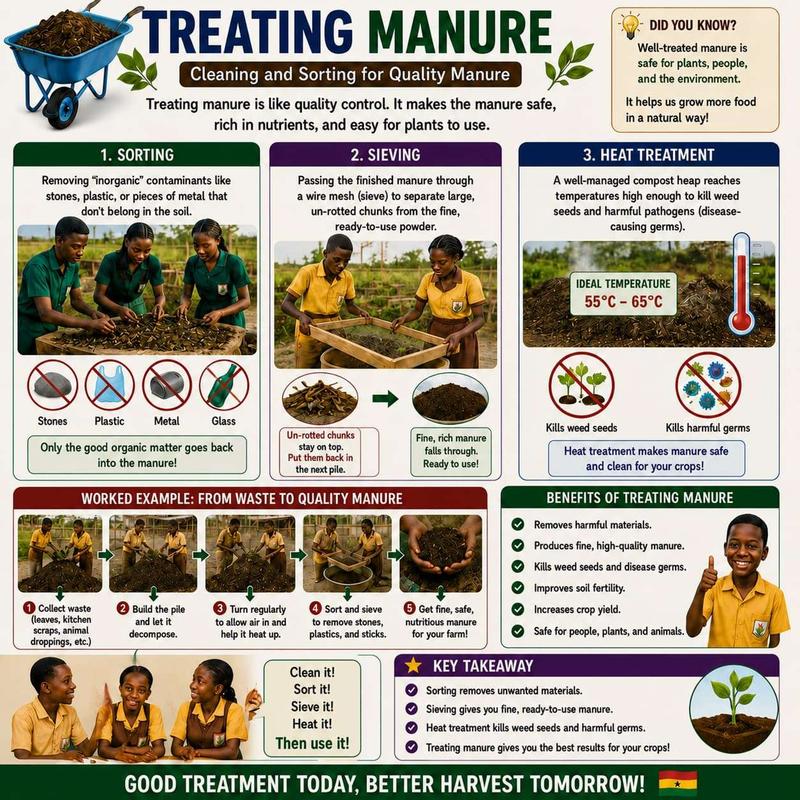 TREATING MANURE
Cleaning and Sorting for Quality Manure
Treating manure is like quality control. It makes the manure safe,
rich in nutrients, and easy for plants to use.
DID YOU KNOW?
Well-treated manure is
safe for plants, people,
and the environment.
It helps us grow more food
in a natural way!
1. SORTING
Removing “inorganic” contaminants like
stones, plastic, or pieces of metal that
don’t belong in the soil.
Stones
Plastic
Metal
Glass
Only the good organic matter goes back
into the manure!
2. SIEVING
Passing the finished manure through
a wire mesh (sieve) to separate large,
un-rotted chunks from the fine,
ready-to-use powder.
Un-rotted chunks
stay on top.
Put them back in
the next pile.
Fine, rich manure
falls through.
Ready to use!
3. HEAT TREATMENT
A well-managed compost heap reaches
temperatures high enough to kill weed
seeds and harmful pathogens (disease-
causing germs).
IDEAL TEMPERATURE
55°C – 65°C
Kills weed seeds
Kills harmful germs
Heat treatment makes manure safe
and clean for your crops!
WORKED EXAMPLE: FROM WASTE TO QUALITY MANURE
1 Collect waste
(leaves, kitchen
scraps, animal
droppings, etc.)
2 Build the pile
and let it
decompose.
3 Turn regularly
to allow air in and
help it heat up.
4 Sort and sieve
to remove stones,
plastics, and sticks.
5 Get fine, safe,
nutritious manure
for your farm!
BENEFITS OF TREATING MANURE
Removes harmful materials.
Produces fine, high-quality manure.
Kills weed seeds and disease germs.
Improves soil fertility.
Increases crop yield.
Safe for people, plants, and animals.
Clean it!
Sort it!
Sieve it!
Heat it!
Then use it!
KEY TAKEAWAY
Sorting removes unwanted materials.
Sieving gives you fine, ready-to-use manure.
Heat treatment kills weed seeds and harmful germs.
Treating manure gives you the best results for your crops!
GOOD TREATMENT TODAY, BETTER HARVEST TOMORROW!